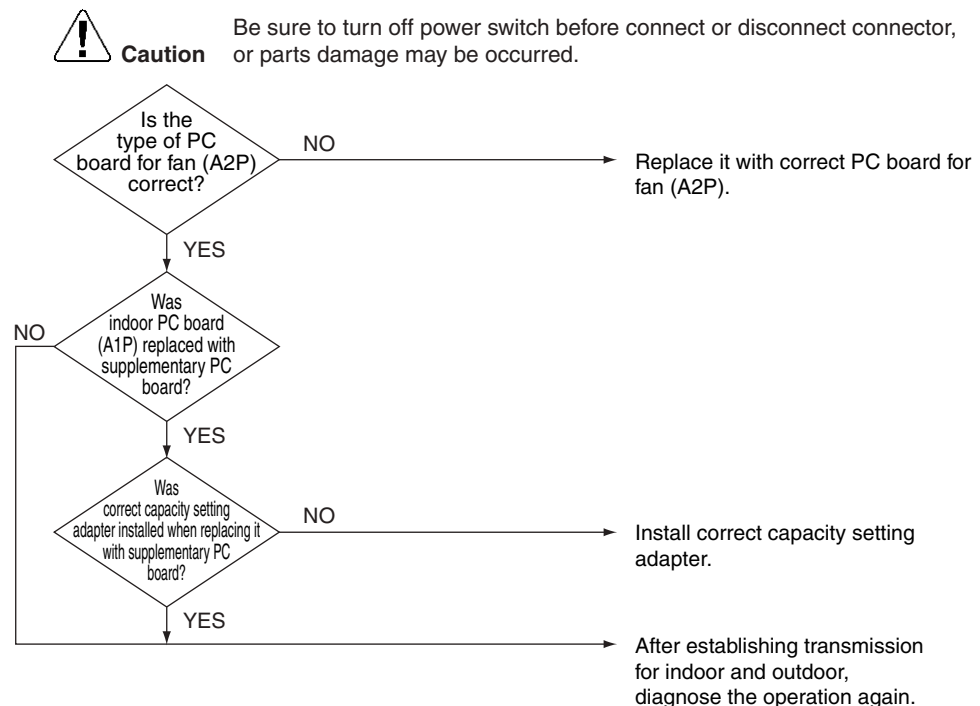 Be sure to turn off power switch before connect or disconnect connector,
Caution or parts damage may be occurred.
Is the
type of PC
board for fan (A2P)
correct?
NO
Replace it with correct PC board for
fan (A2P).
YES
Was
indoor PC board
(A1P) replaced with
supplementary PC
board?
NO
YES
Was
correct capacity setting
adapter installed when replacing it
with supplementary PC
board?
NO
Install correct capacity setting
adapter.
YES
After establishing transmission
for indoor and outdoor,
diagnose the operation again.